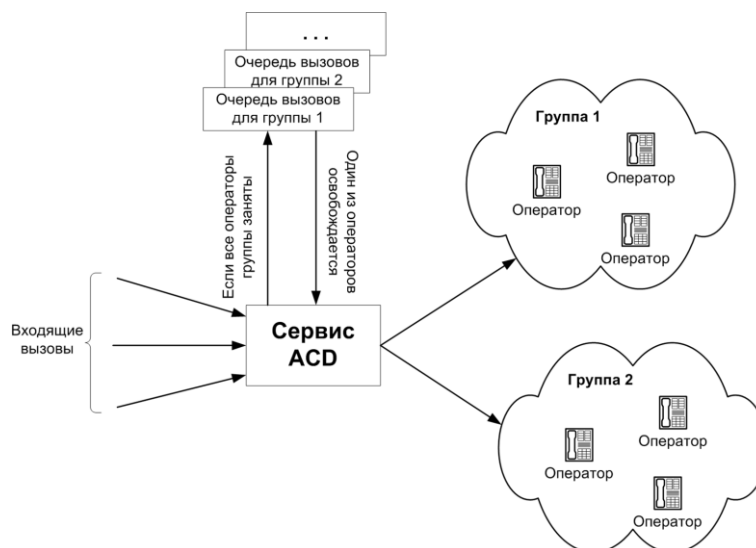 ...
Очередь вызовов
для группы 2
Очередь вызовов
для группы 1
Если все операторы
группы заняты
Один из операторов
освобождается
Входящие
вызовы
Сервис
ACD
Группа 1
Оператор
Оператор
Оператор
Группа 2
Оператор
Оператор
Оператор